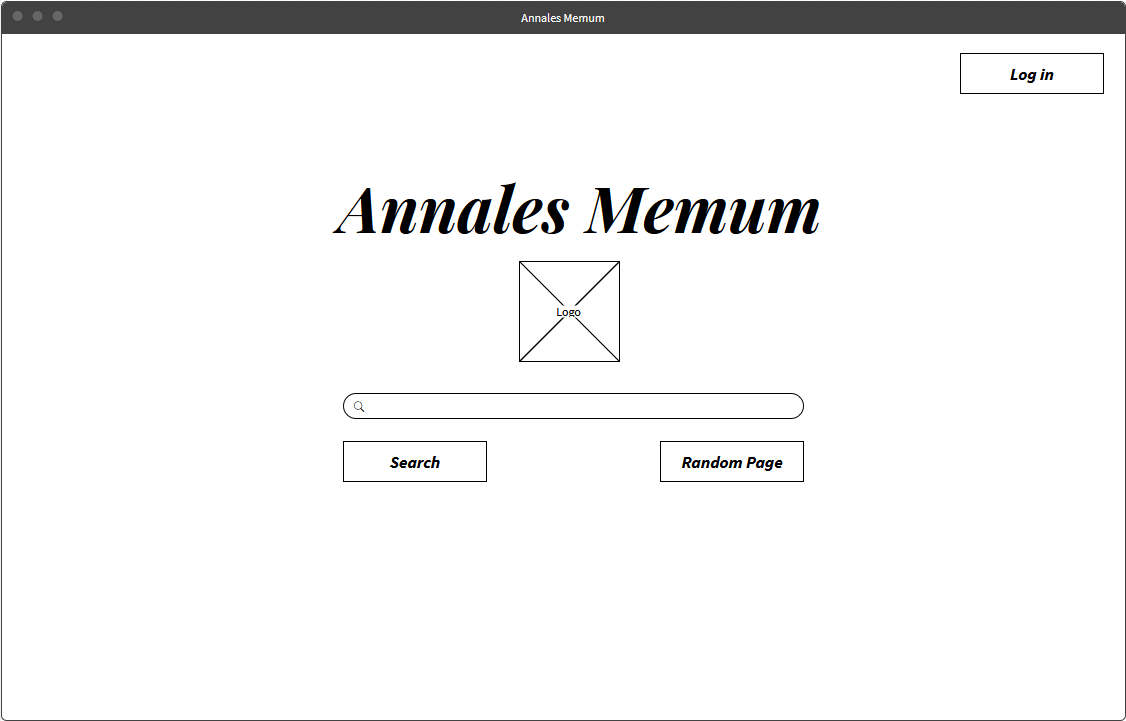 Annales Memum
Log in
Annales Memum
Logo
Search
Random Page